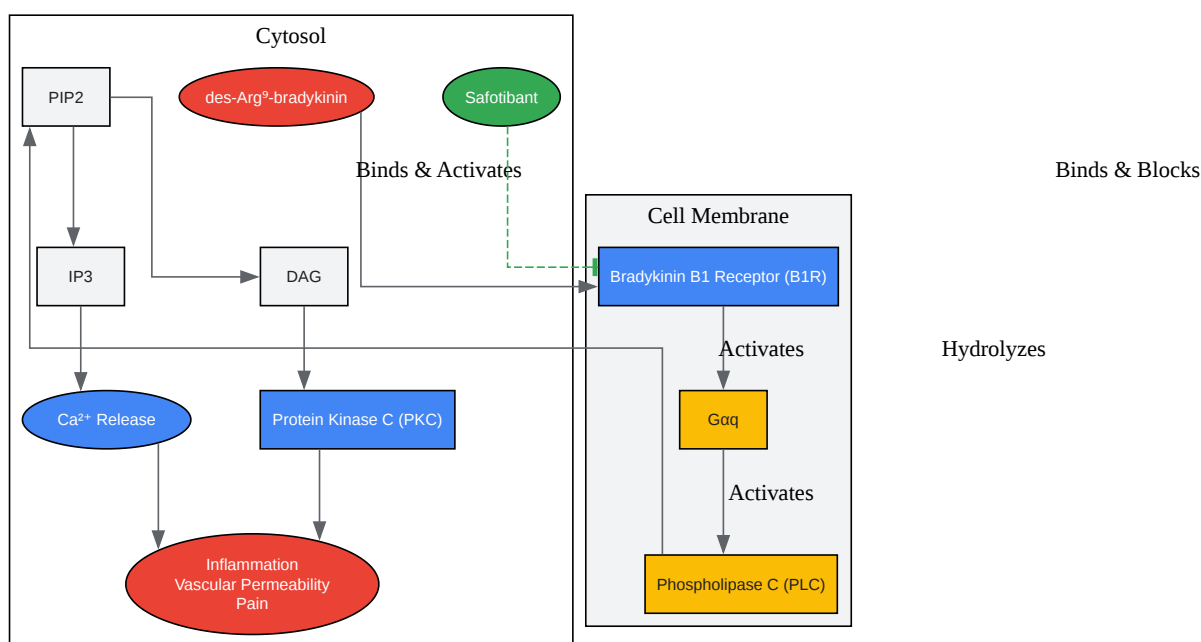 Cytosol
PIP2
des-Arg⁹-bradykinin
Safotibant
Binds & Activates
Binds & Blocks
Cell Membrane
IP3
DAG
Bradykinin B1 Receptor (B1R)
Activates
Hydrolyzes
Ca²⁺ Release
Protein Kinase C (PKC)
Gαq
Activates
Inflammation
Vascular Permeability
Pain
Phospholipase C (PLC)